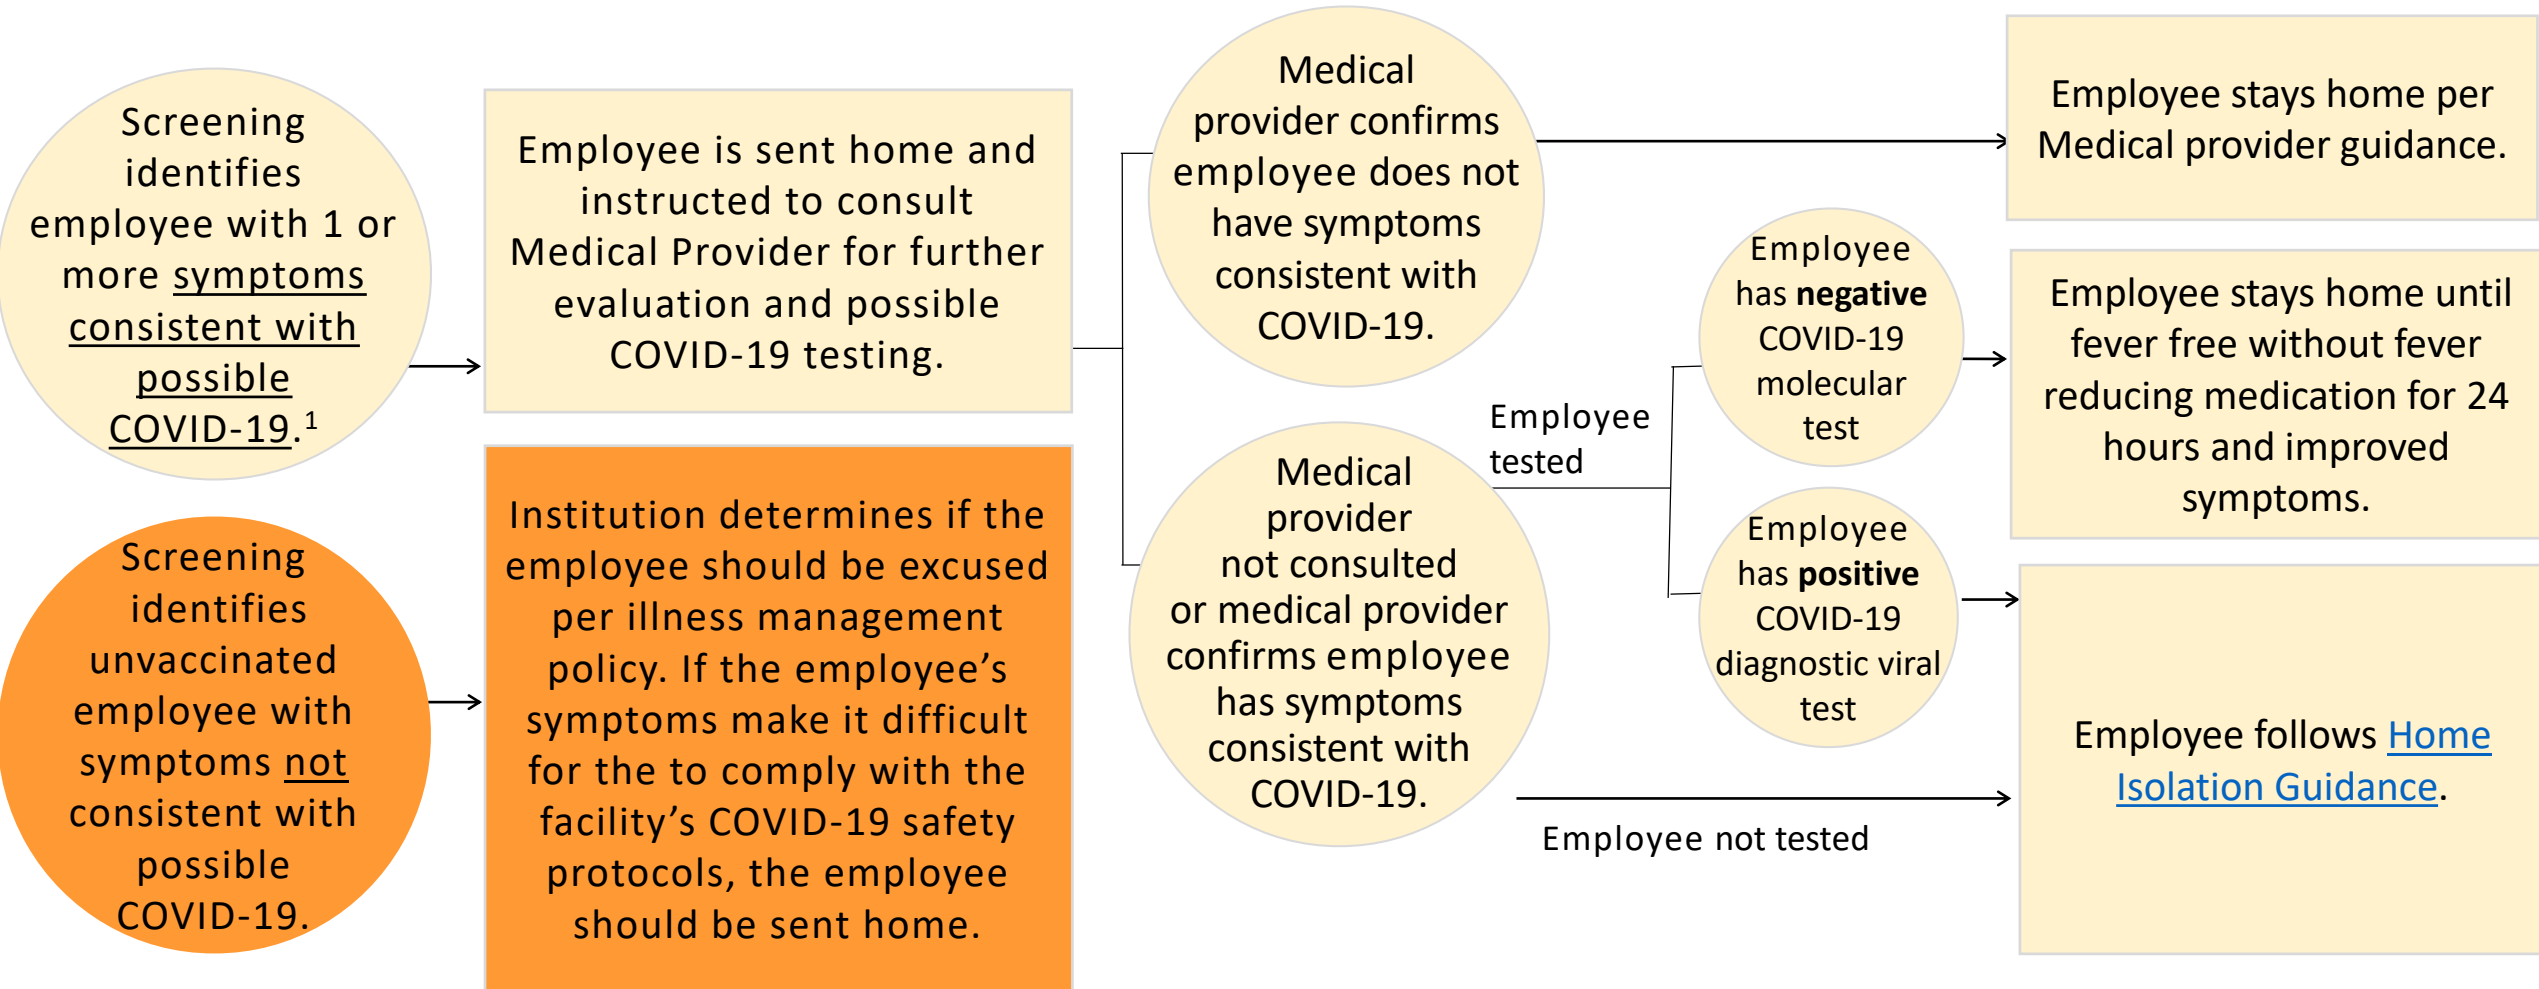 Screening
identifies
employee with 1 or
more symptoms
consistent with
possible
COVID-19.1
Employee is sent home and
instructed to consult
Medical Provider for further
evaluation and possible
COVID-19 testing.
Medical
provider confirms
employee does not
have symptoms
consistent with
COVID-19.
Employee stays home per
Medical provider guidance.
Employee
tested
Employee
has negative
COVID-19
molecular
test
Employee stays home until
fever free without fever
reducing medication for 24
hours and improved
symptoms.
Screening
identifies
unvaccinated
employee with
symptoms not
consistent with
possible
COVID-19.
Institution determines if the
employee should be excused
per illness management
policy. If the employee’s
symptoms make it difficult
for the to comply with the
facility’s COVID-19 safety
protocols, the employee
should be sent home.
Medical
provider
not consulted
or medical provider
confirms employee
has symptoms
consistent with
COVID-19.
Employee
has positive
COVID-19
diagnostic viral
test
Employee not tested
Employee follows Home
Isolation Guidance.